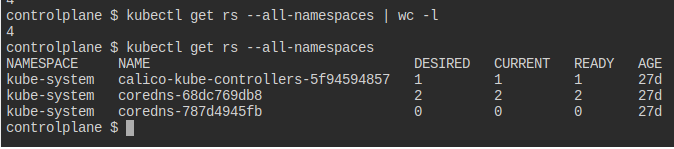 4
controlplane $ kubectl get rs --all-namespaces | wc -l
4
controlplane $ kubectl get rs --all-namespaces
NAMESPACE NAME DESIRED CURRENT READY AGE
kube-system calico-kube-controllers-5f94594857 1 1 1 27d
kube-system coredns-68dc769db8 2 2 2 27d
kube-system coredns-787d4945fb 0 0 0 27d
controlplane $